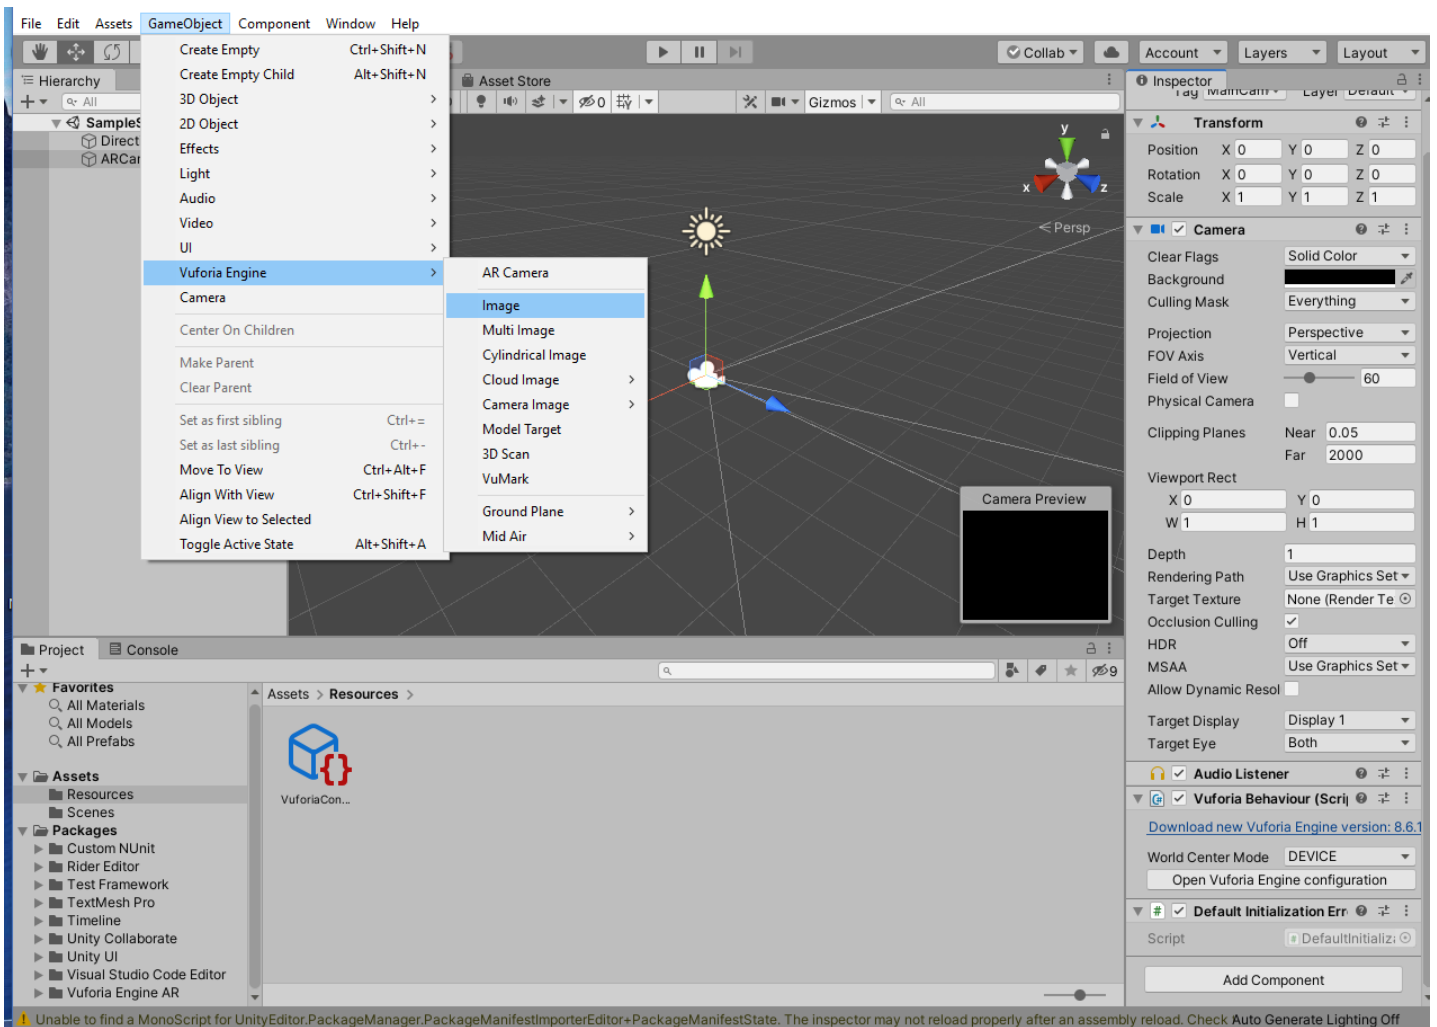 File Edit Assets GameObject Component Window Help
Collab Account Layers Layout
Hierarchy
All
SampleS
Direct
ARCar
Create Empty Ctrl+Shift+N
Create Empty Child Alt+Shift+N
3D Object
2D Object
Effects
Light
Audio
Video
UI
Vuforia Engine
Camera
Center On Children
Make Parent
Clear Parent
Set as first sibling Ctrl+=
Set as last sibling Ctrl+-
Move To View Ctrl+Alt+F
Align With View Ctrl+Shift+F
Align View to Selected
Toggle Active State Alt+Shift+A
AR Camera
Image
Multi Image
Cylindrical Image
Cloud Image
Camera Image
Model Target
3D Scan
VuMark
Ground Plane
Mid Air
Asset Store
0 Gizmos All
y
x z
Persp
Camera Preview
Inspector
Tag MainCam Layer Default
Transform
Position X 0 Y 0 Z 0
Rotation X 0 Y 0 Z 0
Scale X 1 Y 1 Z 1
Camera
Clear Flags Solid Color
Background
Culling Mask Everything
Projection Perspective
FOV Axis Vertical
Field of View 60
Physical Camera
Clipping Planes Near 0.05
Far 2000
Viewport Rect
X 0 Y 0
W 1 H 1
Depth 1
Rendering Path Use Graphics Set
Target Texture None (Render Te
Occlusion Culling
HDR Off
MSAA Use Graphics Set
Allow Dynamic Resol
Target Display Display 1
Target Eye Both
Audio Listener
Vuforia Behaviour (Scrip
Download new Vuforia Engine version: 8.6.1
World Center Mode DEVICE
Open Vuforia Engine configuration
Default Initialization Err
Script DefaultInitializa
Add Component
Project Console
9
Favorites
All Materials
All Models
All Prefabs
Assets
Resources
Scenes
Packages
Custom NUnit
Rider Editor
Test Framework
TextMesh Pro
Timeline
Unity Collaborate
Unity UI
Visual Studio Code Editor
Vuforia Engine AR
Assets > Resources >
VuforiaCon...
Unable to find a MonoScript for UnityEditor.PackageManager.PackageManifestImporterEditor+PackageManifestState. The inspector may not reload properly after an assembly reload. Check Auto Generate Lighting Off